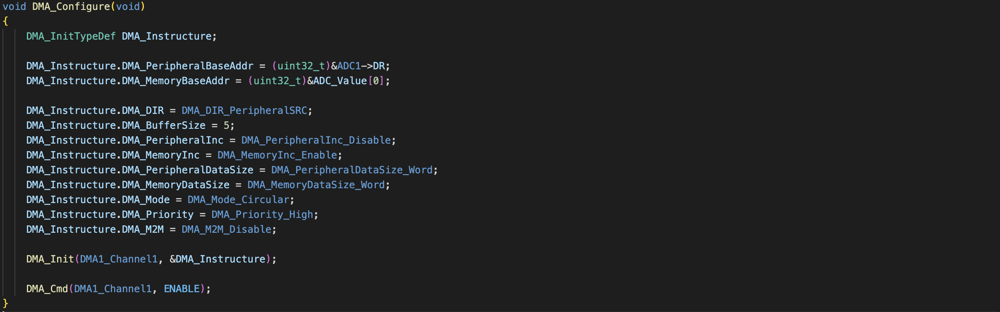 void DMA_Configure(void)
{
    DMA_InitTypeDef DMA_Instructure;
    DMA_Instructure.DMA_PeripheralBaseAddr = (uint32_t)&ADC1->DR;
    DMA_Instructure.DMA_MemoryBaseAddr = (uint32_t)&ADC_Value[0];
    DMA_Instructure.DMA_DIR = DMA_DIR_PeripheralSRC;
    DMA_Instructure.DMA_BufferSize = 5;
    DMA_Instructure.DMA_PeripheralInc = DMA_PeripheralInc_Disable;
    DMA_Instructure.DMA_MemoryInc = DMA_MemoryInc_Enable;
    DMA_Instructure.DMA_PeripheralDataSize = DMA_PeripheralDataSize_Word;
    DMA_Instructure.DMA_MemoryDataSize = DMA_MemoryDataSize_Word;
    DMA_Instructure.DMA_Mode = DMA_Mode_Circular;
    DMA_Instructure.DMA_Priority = DMA_Priority_High;
    DMA_Instructure.DMA_M2M = DMA_M2M_Disable;
    DMA_Init(DMA1_Channel1, &DMA_Instructure);
    DMA_Cmd(DMA1_Channel1, ENABLE);
}